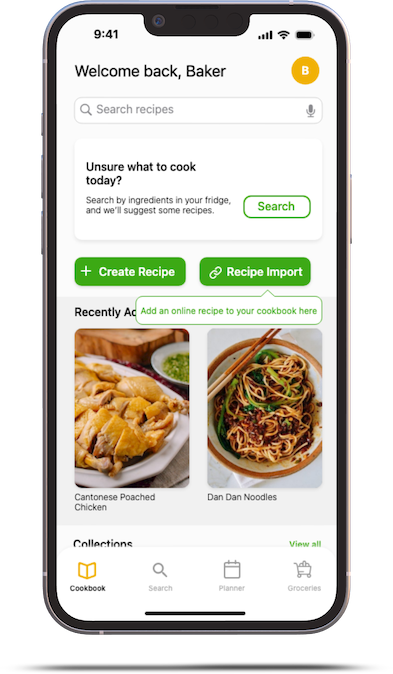 9:41
Welcome back, Baker
B
Search recipes
Unsure what to cook
today?
Search by ingredients in your fridge,
and we'll suggest some recipes.
Search
+ Create Recipe
Recipe Import
Add an online recipe to your cookbook here
Recently
Cantonese Poached
Chicken
Dan Dan Noodles
Collections
View all
Cookbook
Search
Planner
Groceries